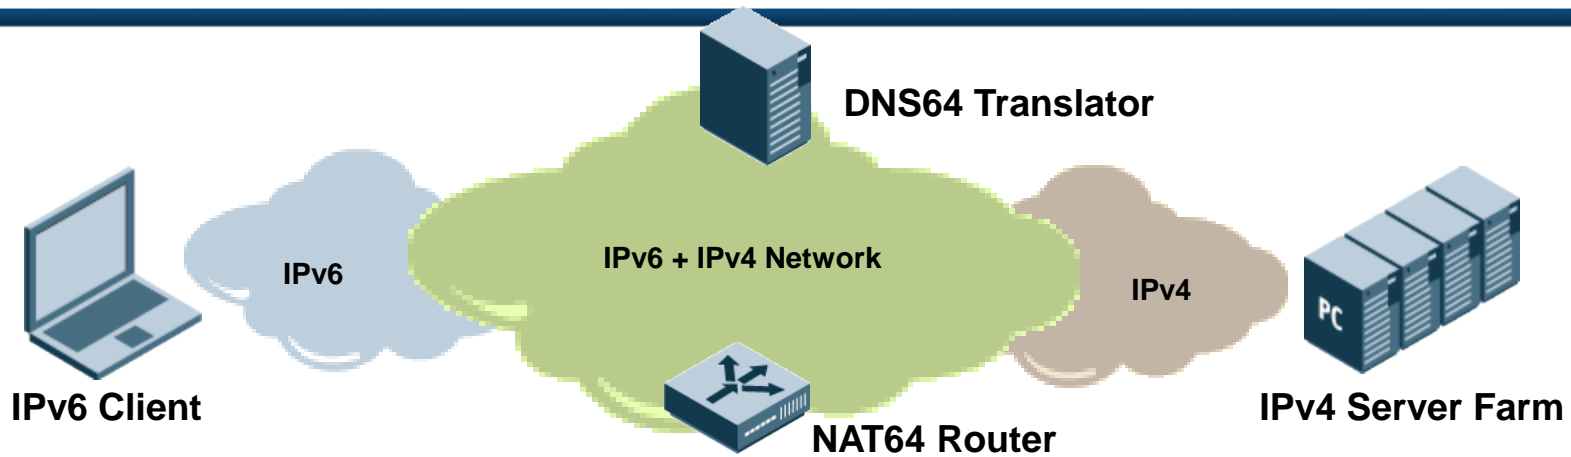 DNS64 Translator
IPv6
IPv6 + IPv4 Network
IPv4
PC
IPv6 Client
IPv4 Server Farm
NAT64 Router